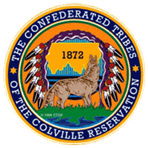 THE CONFEDERATED TRIBES
1872
OF THE COLVILLE RESERVATION